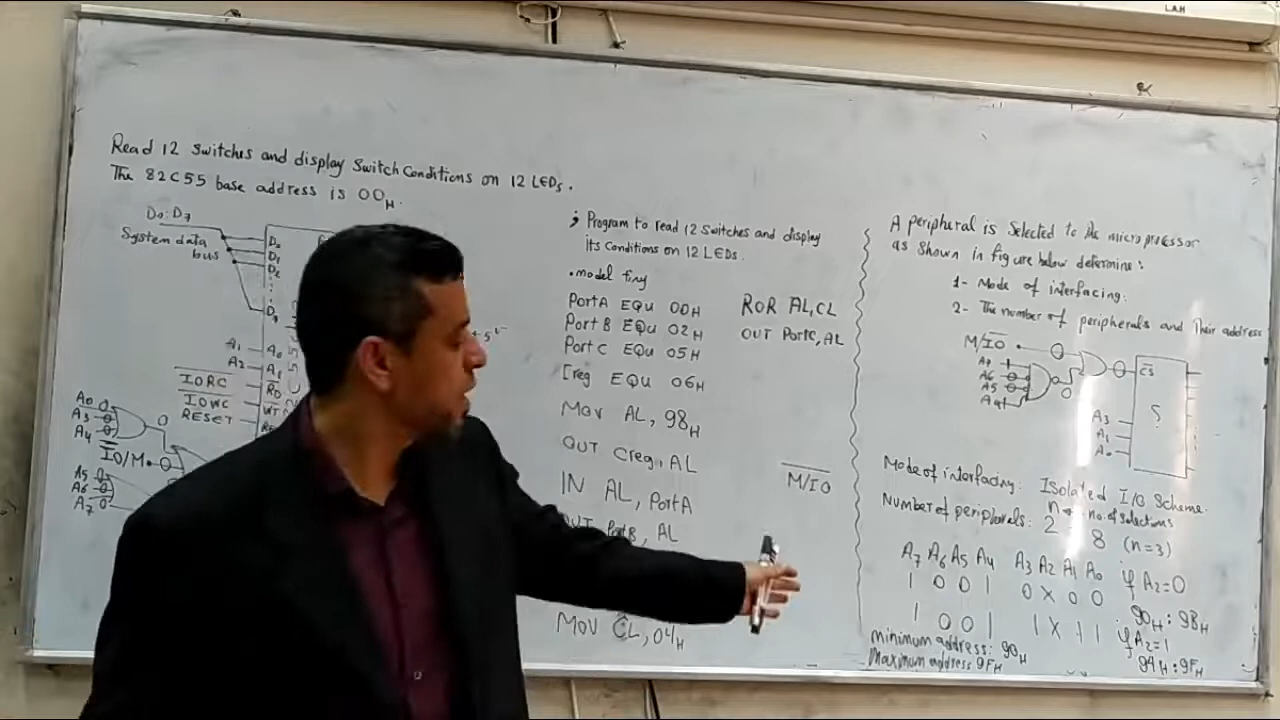 L.A.H
Read 12 Switches and display Switch Conditions on 12 LEDs.
The 82C55 base address is 00H.
D0:D7
System data
bus
D0
D1
D2
A1
A2
A0
A1
IORC
IOWC
RESET
RD
A0
A3
A4
IO/M
A5
A6
A7
; Program to read 12 Switches and display
its Conditions on 12 LEDs.
.model tiny
PortA EQU 00H
Port B EQU 02H
Port C EQU 05H
Creg EQU 06H
Mov AL, 98H
OUT Creg, AL
IN AL, PortA
OUT PortB, AL
MOV CL, 04H
ROR AL, CL
OUT PortC, AL
M/IO
A peripheral is Selected to the microprocessor
as Shown in figure below determine:
1- Mode of interfacing.
2- The number of peripherals and Their address
M/IO
A7
A6
A5
A4
CS
A3
A1
A0
?
Mode of interfacing: Isolated I/O Scheme.
Number of peripherals: 2^n n → no. of selections
8 (n=3)
A7 A6 A5 A4 A3 A2 A1 A0 if A2=0
1 0 0 1 0 X 0 0 90H:9BH
1 0 0 1 1 X 1 1 if A2=1
94H:9FH
minimum address: 90H
Maximum address 9FH